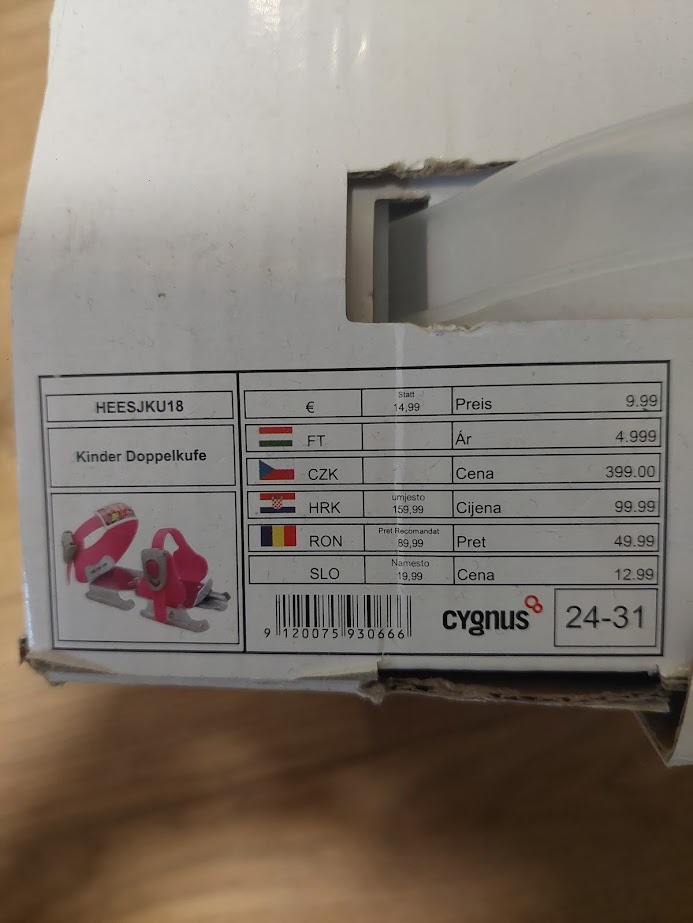 HEESJKU18
Kinder Doppelkufe
€ Statt 14,99 Preis 9.99
FT Ár 4.999
CZK Cena 399.00
HRK umjesto 159,99 Cijena 99.99
RON Pret Recomandat 89,99 Pret 49.99
SLO Namesto 19,99 Cena 12.99
9 120075 930666
cygnus
24-31